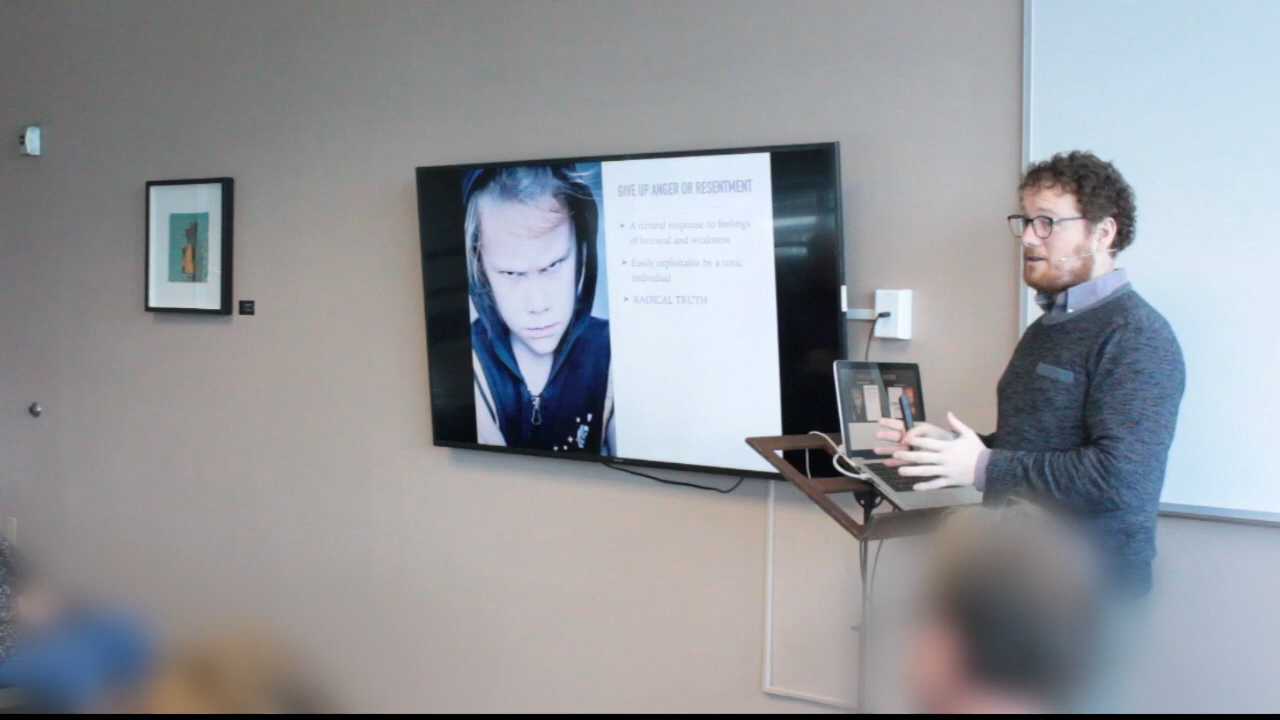 GIVE UP ANGER OR RESENTMENT
➤ A natural response to feelings
of betrayal and weakness
➤ Easily exploitable by a toxic
individual
➤ RADICAL TRUTH